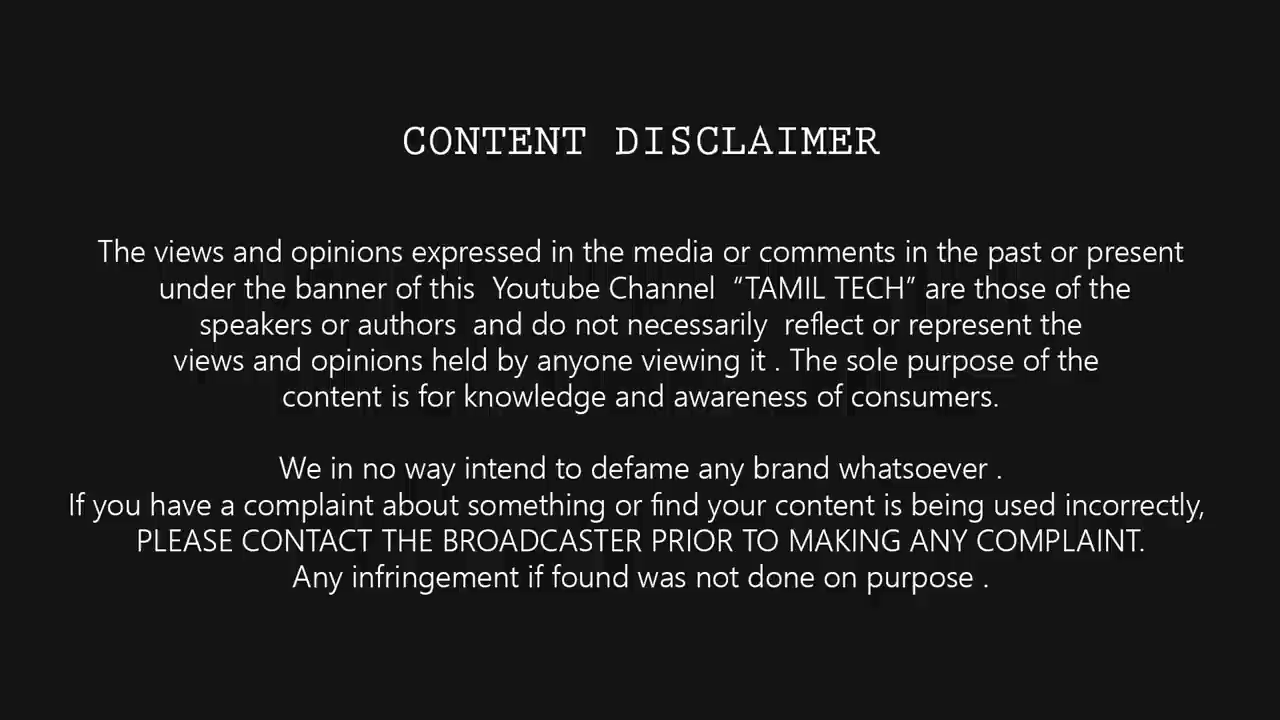 CONTENT DISCLAIMER
The views and opinions expressed in the media or comments in the past or present
under the banner of this Youtube Channel “TAMIL TECH” are those of the
speakers or authors and do not necessarily reflect or represent the
views and opinions held by anyone viewing it . The sole purpose of the
content is for knowledge and awareness of consumers.
We in no way intend to defame any brand whatsoever .
If you have a complaint about something or find your content is being used incorrectly,
PLEASE CONTACT THE BROADCASTER PRIOR TO MAKING ANY COMPLAINT.
Any infringement if found was not done on purpose .